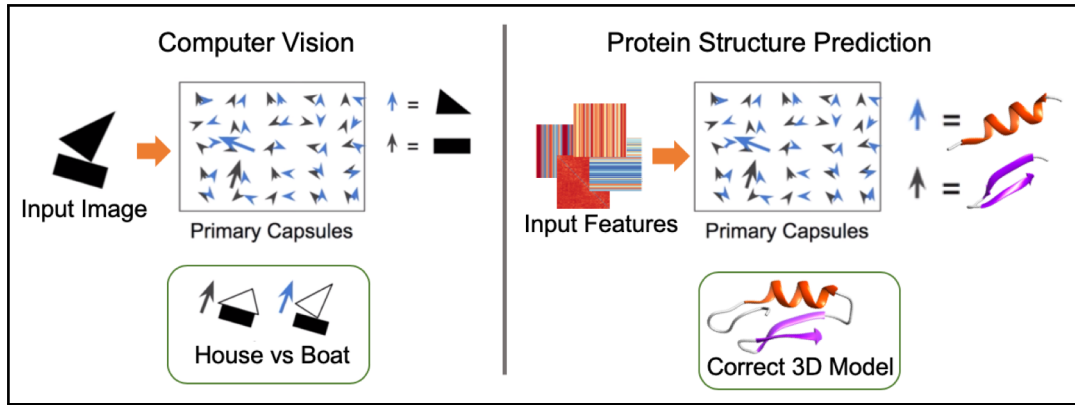 Computer Vision
=
=
Input Image
Primary Capsules
House vs Boat
Protein Structure Prediction
=
=
Input Features
Primary Capsules
Correct 3D Model